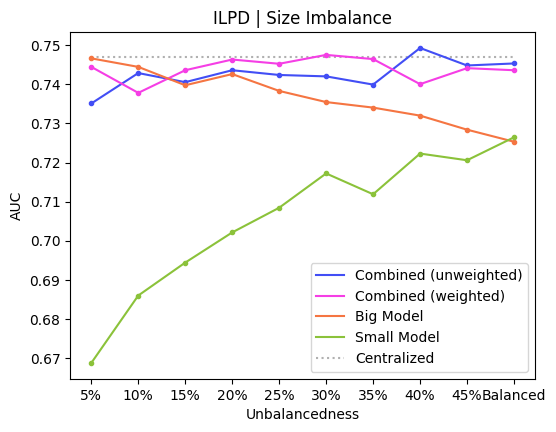 ILPD | Size Imbalance
AUC
0.75
0.74
0.73
0.72
0.71
0.70
0.69
0.68
0.67
Combined (unweighted)
Combined (weighted)
Big Model
Small Model
Centralized
5% 10% 15% 20% 25% 30% 35% 40% 45% Balanced
Unbalancedness